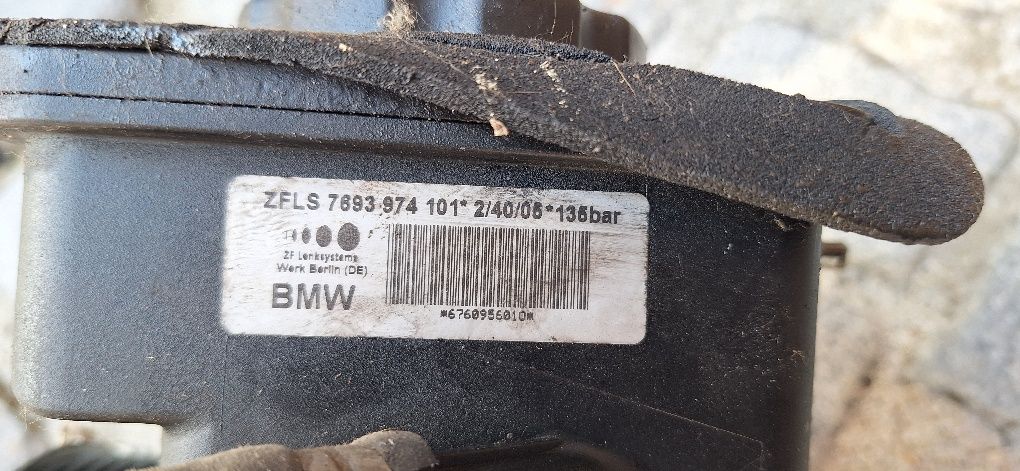 ZFLS 7693 974 101* 2/40/05*135bar
ZF Lenksysteme
Werk Berlin (DE)
BMW
*6760956010*